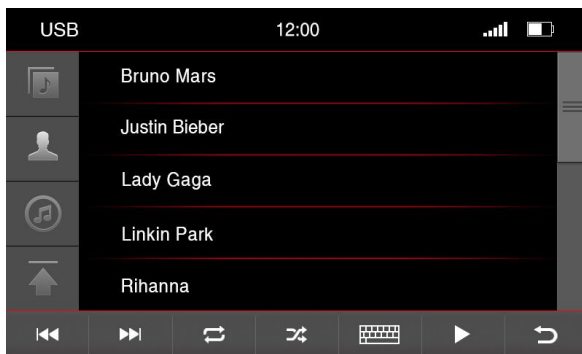 USB
12:00
Bruno Mars
Justin Bieber
Lady Gaga
Linkin Park
Rihanna